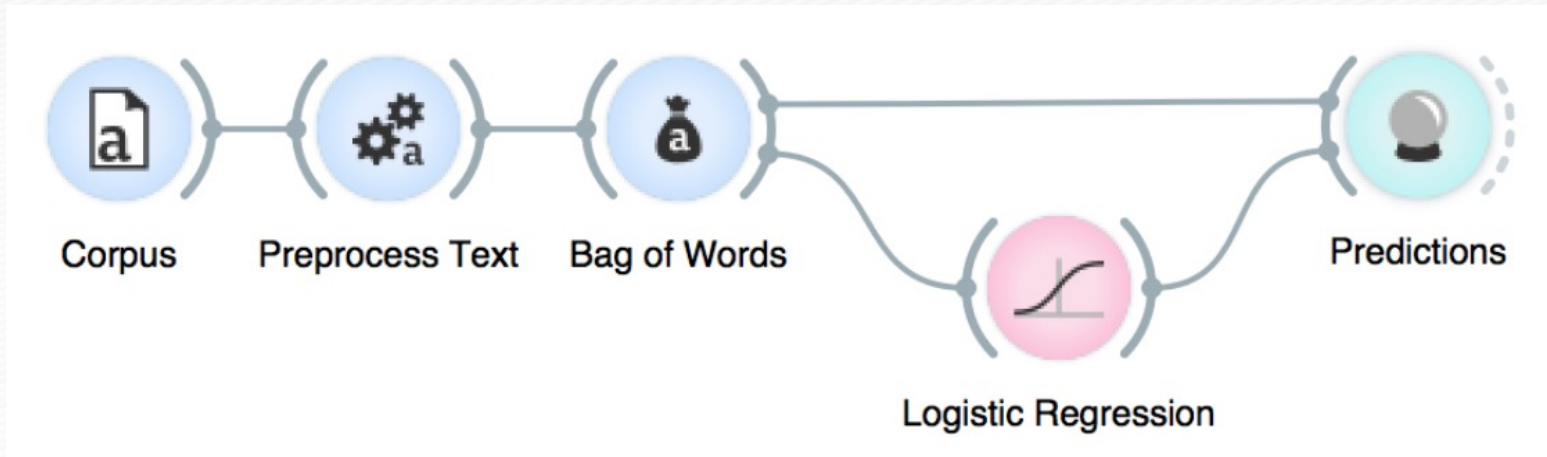 a
a
a
Corpus
Preprocess Text
Bag of Words
Predictions
Logistic Regression